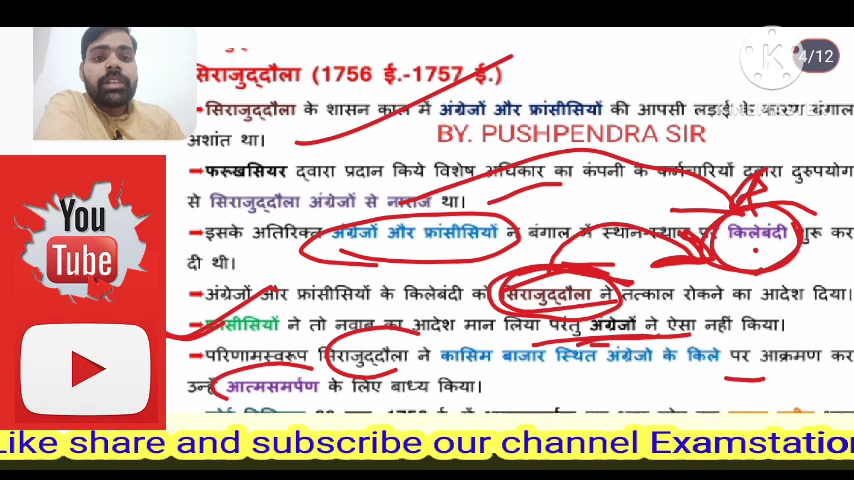 4/12
सिराजुद्दौला (1756 ई.-1757 ई.)
सिराजुद्दौला के शासन काल में अंग्रेजों और फ्रांसीसियों की आपसी लड़ाई के कारण बंगाल
अशांत था।
BY. PUSHPENDRA SIR
फरूखसियर द्वारा प्रदान किये विशेष अधिकार का कंपनी के कर्मचारियों द्वारा दुरुपयोग
से सिराजुद्दौला अंग्रेजों से नाराज था।
इसके अतिरिक्त अंग्रेजों और फ्रांसीसियों ने बंगाल में स्थान-स्थान पर किलेबंदी शुरू कर
दी थी।
अंग्रेजों और फ्रांसीसियों के किलेबंदी को सिराजुद्दौला ने तत्काल रोकने का आदेश दिया।
फ्रांसीसियों ने तो नवाब का आदेश मान लिया परंतु अंग्रेजों ने ऐसा नहीं किया।
परिणामस्वरूप सिराजुद्दौला ने कासिम बाजार स्थित अंग्रेजो के किले पर आक्रमण कर
उन्हें आत्मसमर्पण के लिए बाध्य किया।
You
Tube
Like share and subscribe our channel Examstation